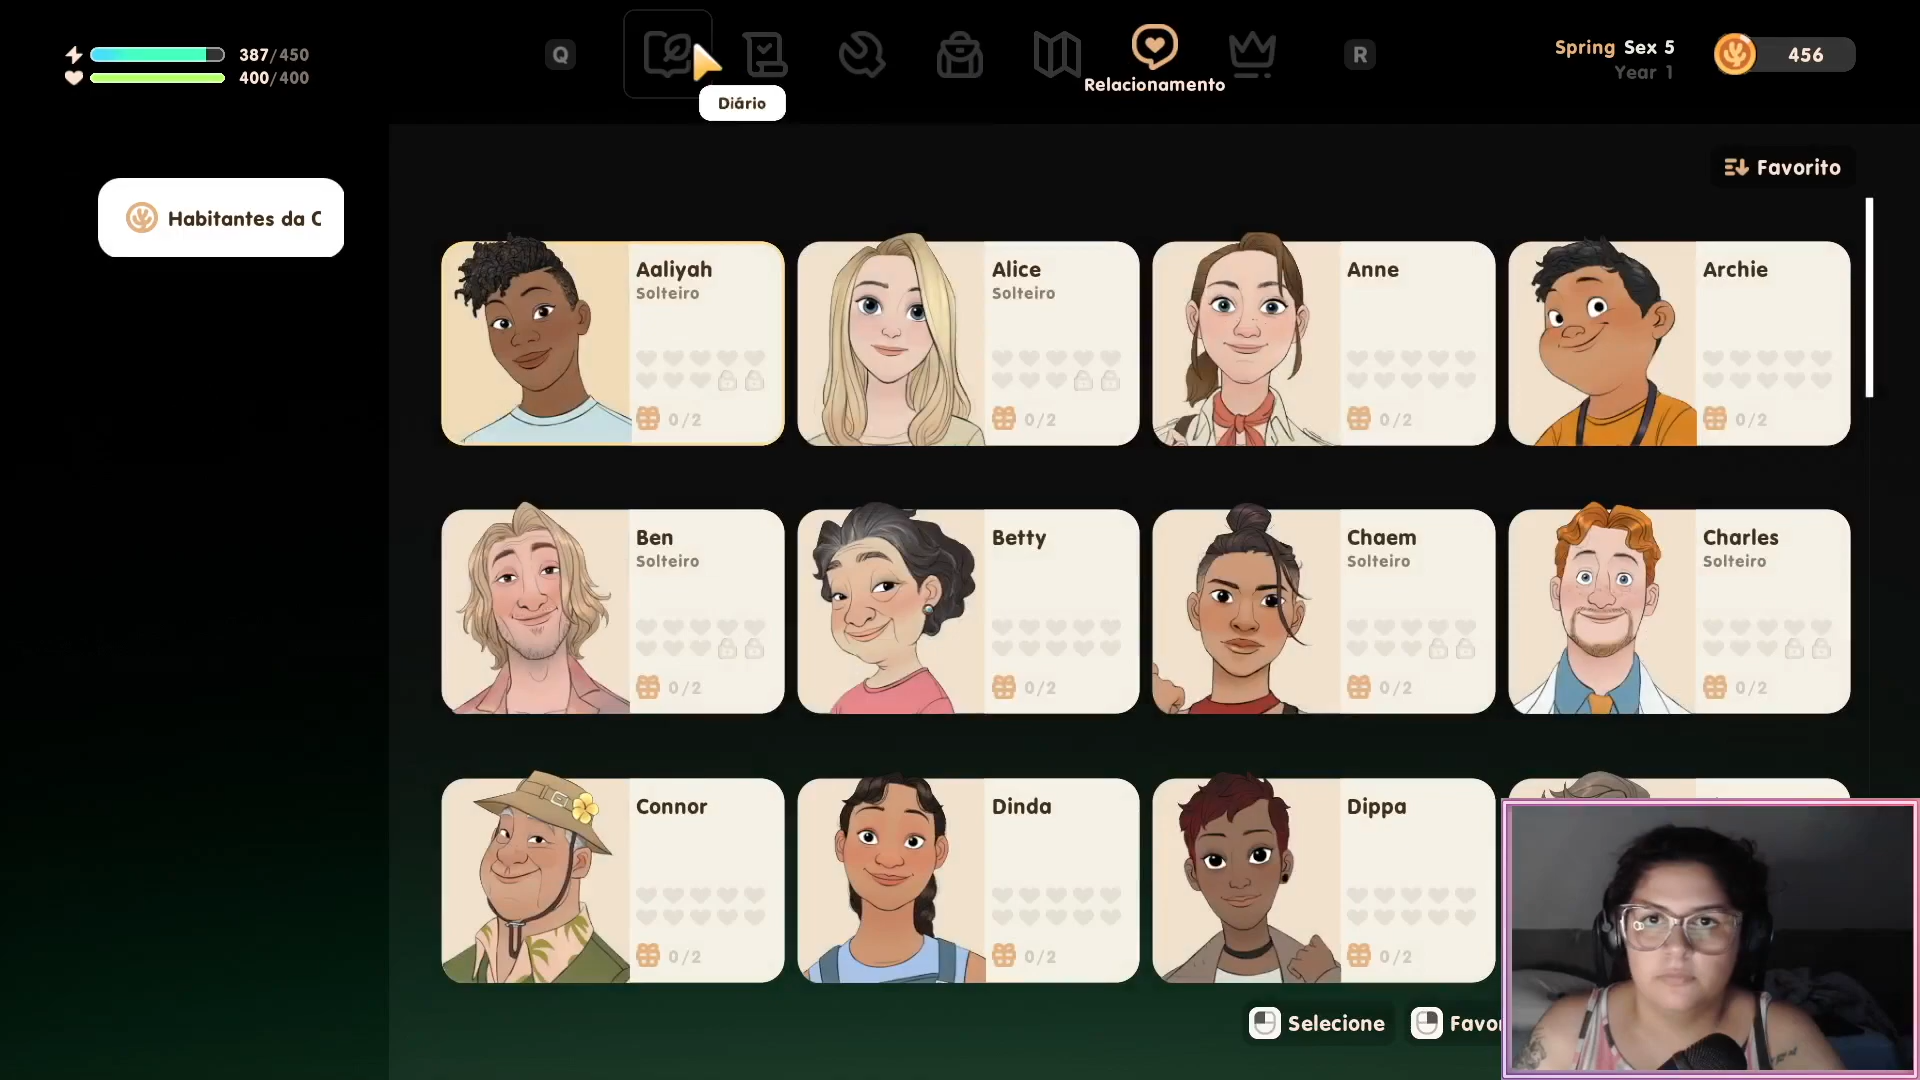 387/450
400/400
Q
Relacionamento
R
Diário
Spring Sex 5
Year 1
456
Favorito
Habitantes da C
Aaliyah
Solteiro
0/2
Alice
Solteiro
0/2
Anne
0/2
Archie
0/2
Ben
Solteiro
0/2
Betty
0/2
Chaem
Solteiro
0/2
Charles
Solteiro
0/2
Connor
0/2
Dinda
0/2
Dippa
0/2
Selecione
Favo